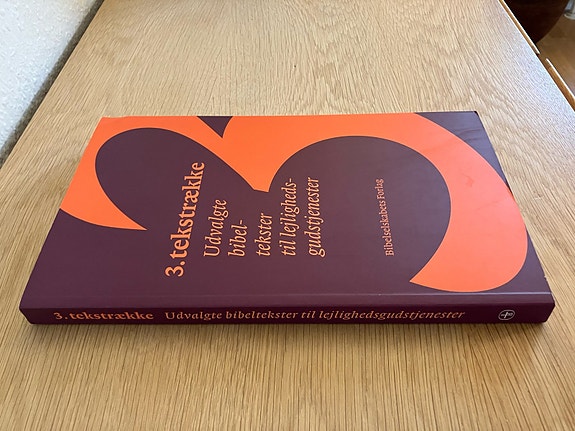 3. tekstrække
Udvalgte
bibel-
tekster
til lejligheds-
gudstjenester
Bibelselskabets Forlag
3. tekstrække Udvalgte bibeltekster til lejlighedsgudstjenester